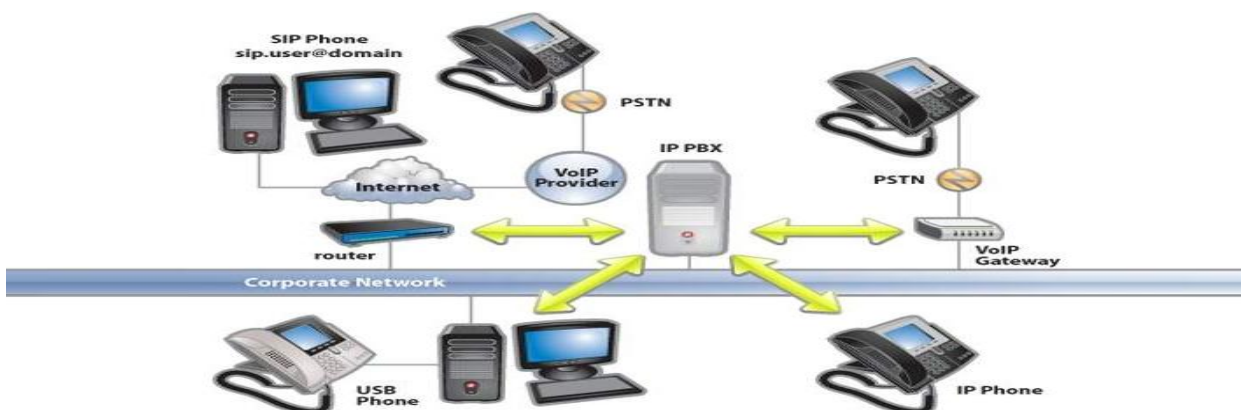 SIP Phone
sip.user@domain
PSTN
IP PBX
VoIP
Provider
Internet
PSTN
router
VoIP
Gateway
Corporate Network
USB
Phone
IP Phone